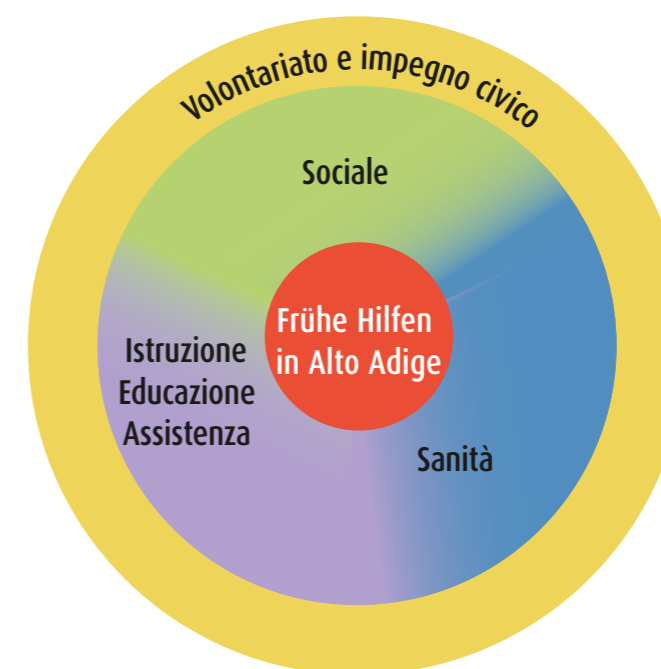 Volontariato e impegno civico
Sociale
Frühe Hilfen
in Alto Adige
Istruzione
Educazione
Assistenza
Sanità